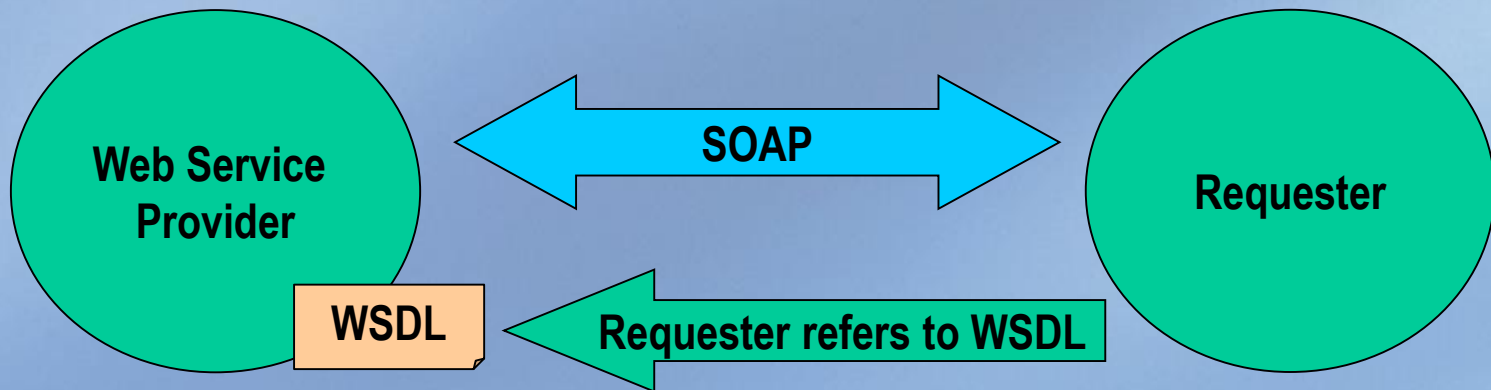 SOAP
Web Service
Provider
Requester
WSDL
Requester refers to WSDL